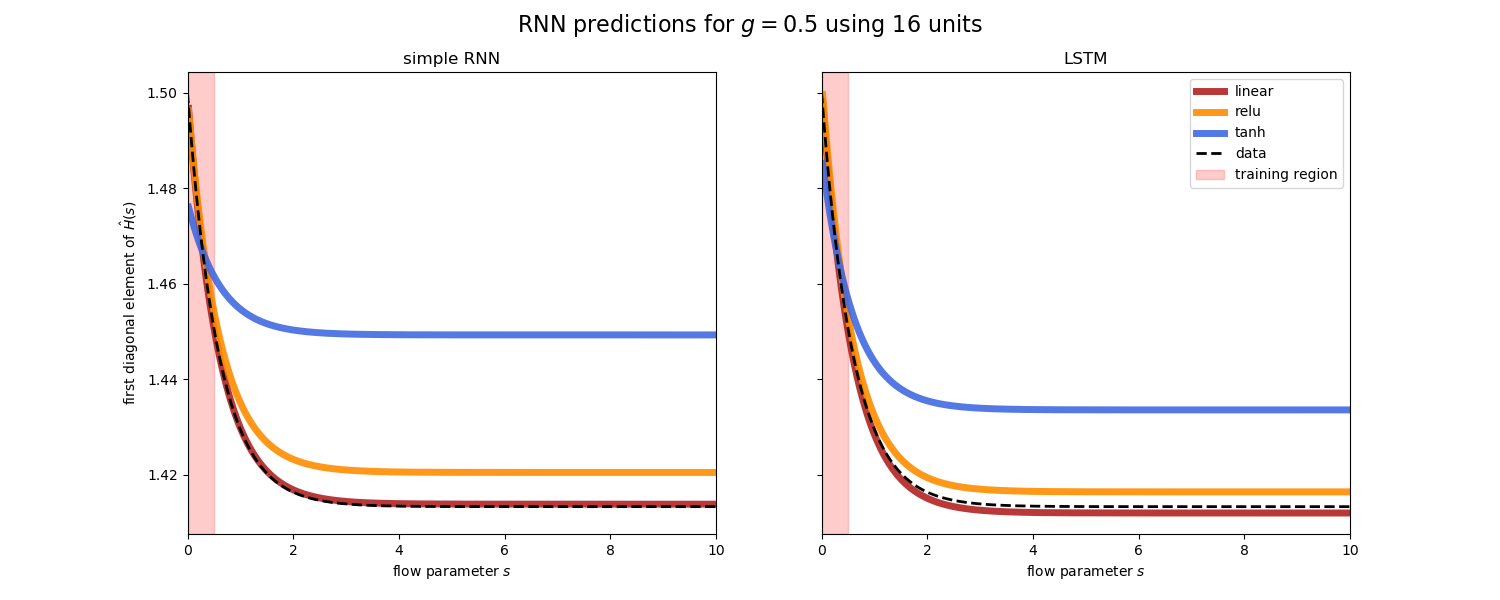 RNN predictions for g = 0.5 using 16 units
simple RNN
first diagonal element of Ĥ(s)
1.50
1.48
1.46
1.44
1.42
0 2 4 6 8 10
flow parameter s
LSTM
linear
relu
tanh
data
training region
0 2 4 6 8 10
flow parameter s